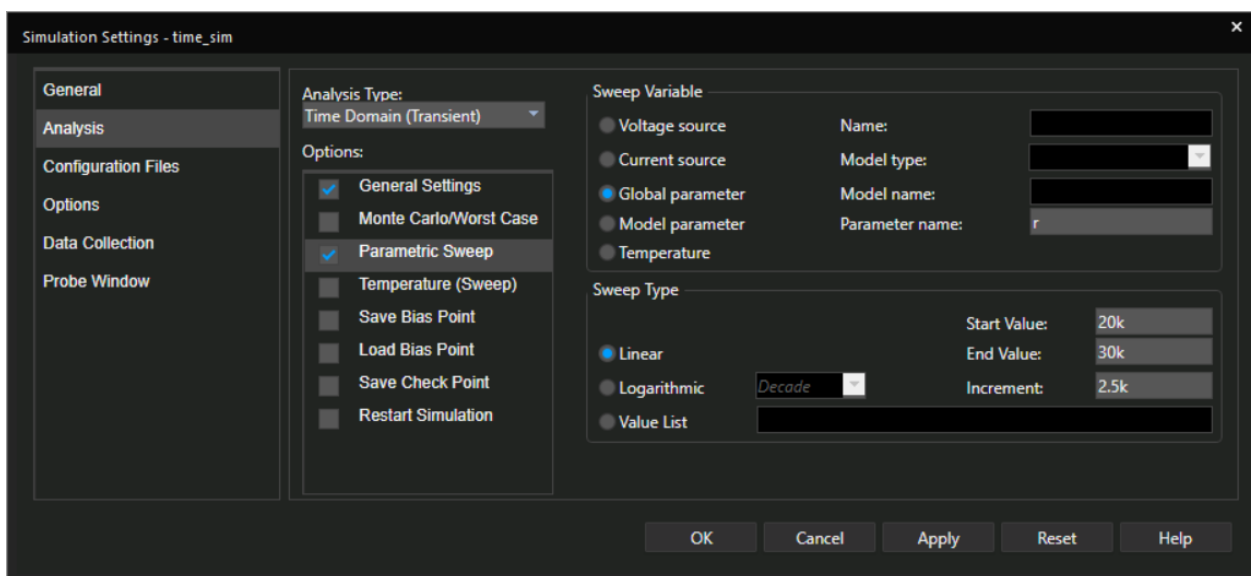 Simulation Settings - time_sim
General
Analysis
Configuration Files
Options
Data Collection
Probe Window
Analysis Type:
Time Domain (Transient)
Options:
General Settings
Monte Carlo/Worst Case
Parametric Sweep
Temperature (Sweep)
Save Bias Point
Load Bias Point
Save Check Point
Restart Simulation
Sweep Variable
Voltage source Name:
Current source Model type:
Global parameter Model name:
Model parameter Parameter name: r
Temperature
Sweep Type
Start Value: 20k
Linear End Value: 30k
Logarithmic Decade Increment: 2.5k
Value List
OK Cancel Apply Reset Help